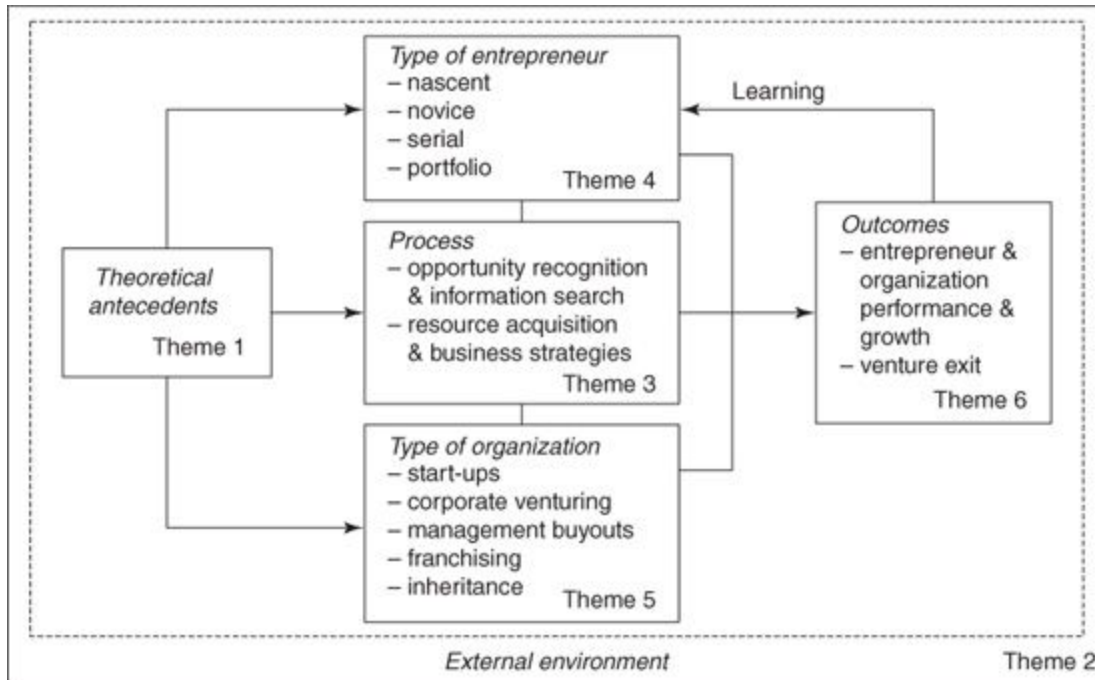 Type of entrepreneur
– nascent
– novice
– serial
– portfolio
Theme 4
Learning
Theoretical
antecedents
Theme 1
Process
– opportunity recognition
& information search
– resource acquisition
& business strategies
Theme 3
Outcomes
– entrepreneur &
organization
performance &
growth
– venture exit
Theme 6
Type of organization
– start-ups
– corporate venturing
– management buyouts
– franchising
– inheritance
Theme 5
External environment
Theme 2